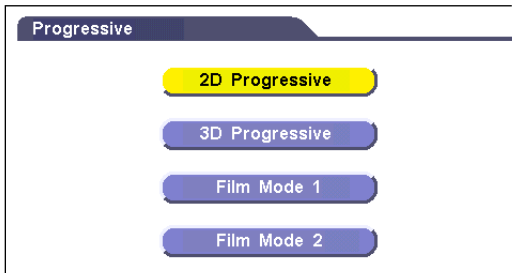 Progressive
2D Progressive
3D Progressive
Film Mode 1
Film Mode 2